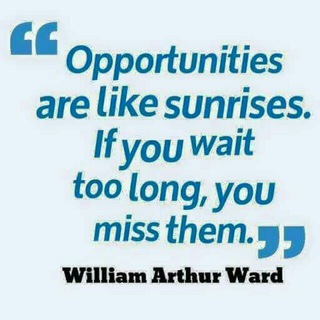 “Opportunities
are like sunrises.
If you wait
too long, you
miss them.”
William Arthur Ward